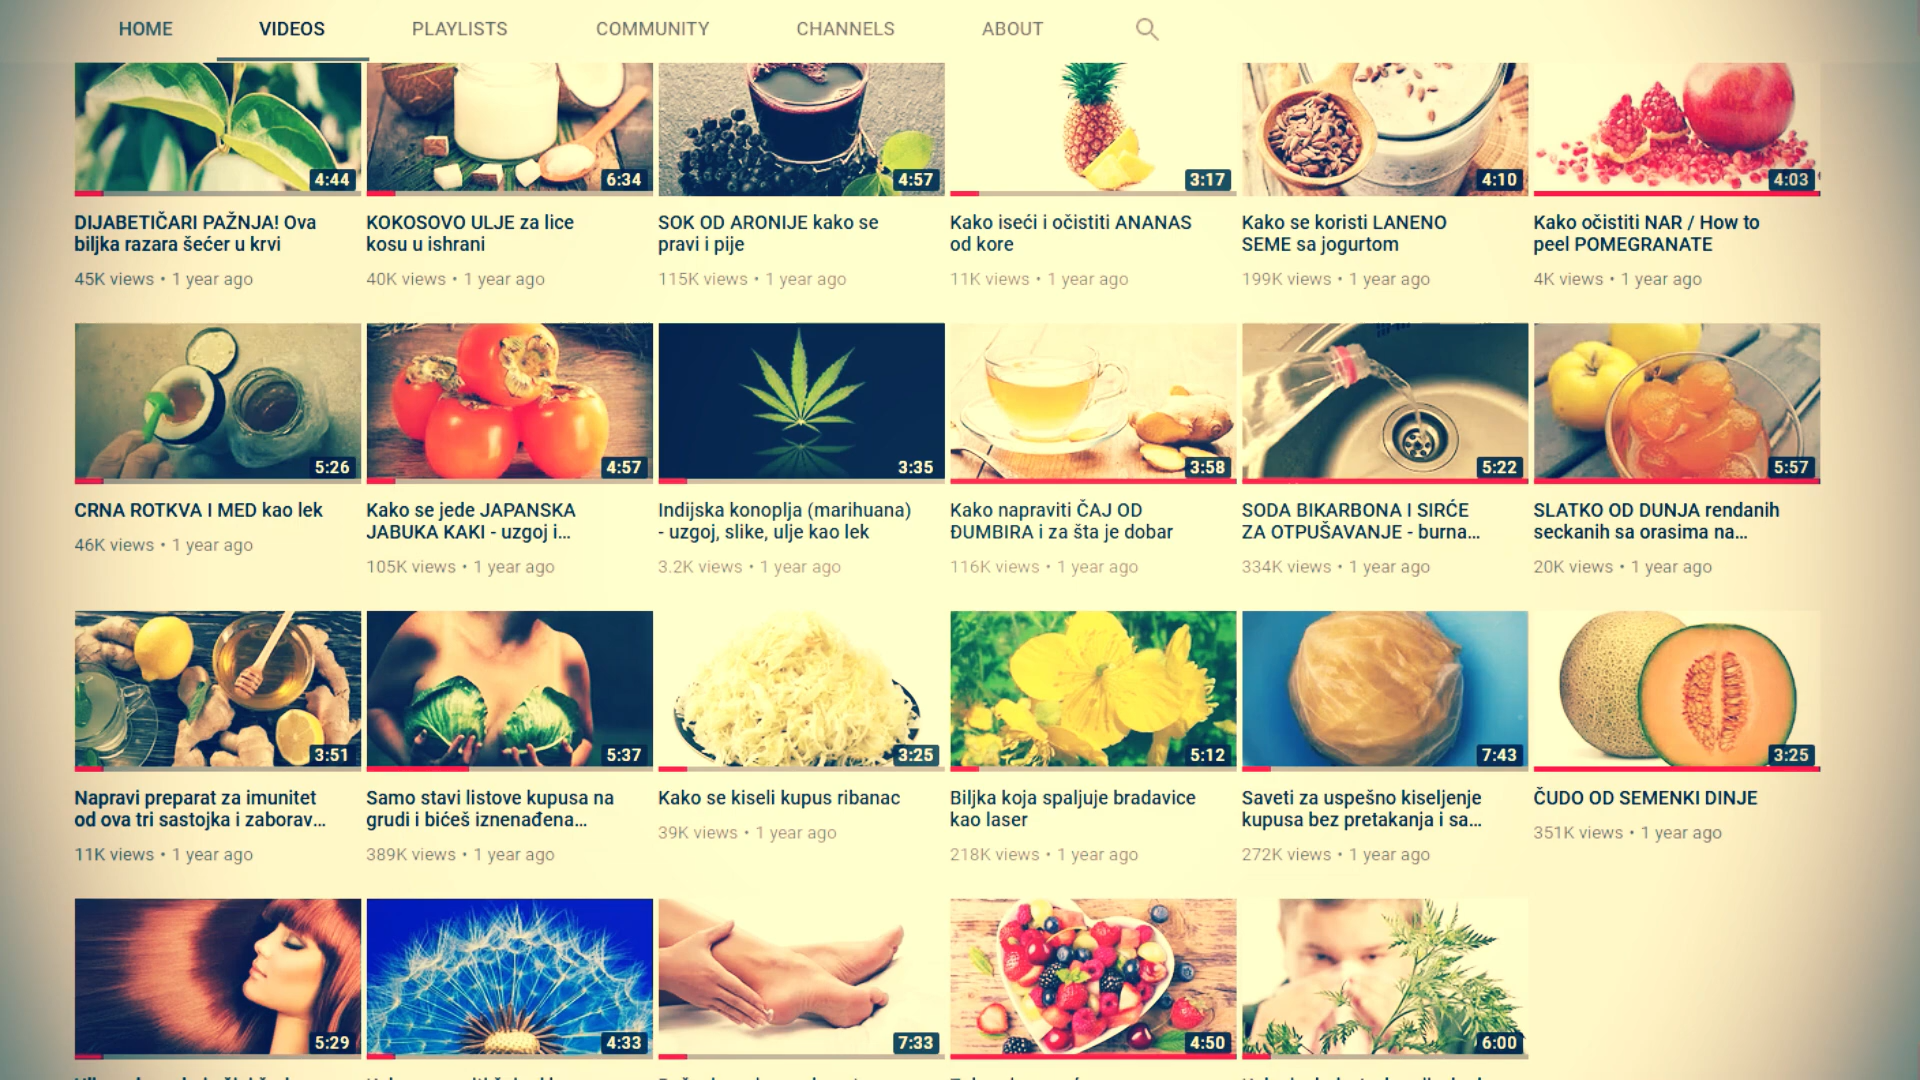 HOME VIDEOS PLAYLISTS COMMUNITY CHANNELS ABOUT
4:44 6:34 4:57 3:17 4:10 4:03
DIJABETIČARI PAŽNJA! Ova
biljka razara šećer u krvi
45K views • 1 year ago
KOKOSOVO ULJE za lice
kosu u ishrani
40K views • 1 year ago
SOK OD ARONIJE kako se
pravi i pije
115K views • 1 year ago
Kako iseći i očistiti ANANAS
od kore
11K views • 1 year ago
Kako se koristi LANENO
SEME sa jogurtom
199K views • 1 year ago
Kako očistiti NAR / How to
peel POMEGRANATE
4K views • 1 year ago
5:26 4:57 3:35 3:58 5:22 5:57
CRNA ROTKVA I MED kao lek
46K views • 1 year ago
Kako se jede JAPANSKA
JABUKA KAKI - uzgoj i...
105K views • 1 year ago
Indijska konoplja (marihuana)
- uzgoj, slike, ulje kao lek
3.2K views • 1 year ago
Kako napraviti ČAJ OD
ĐUMBIRA i za šta je dobar
116K views • 1 year ago
SODA BIKARBONA I SIRĆE
ZA OTPUŠAVANJE - burna...
334K views • 1 year ago
SLATKO OD DUNJA rendanih
seckanih sa orasima na...
20K views • 1 year ago
3:51 5:37 3:25 5:12 7:43 3:25
Napravi preparat za imunitet
od ova tri sastojka i zaborav...
11K views • 1 year ago
Samo stavi listove kupusa na
grudi i bićeš iznenađena...
389K views • 1 year ago
Kako se kiseli kupus ribanac
39K views • 1 year ago
Biljka koja spaljuje bradavice
kao laser
218K views • 1 year ago
Saveti za uspešno kiseljenje
kupusa bez pretakanja i sa...
272K views • 1 year ago
ČUDO OD SEMENKI DINJE
351K views • 1 year ago
5:29 4:33 7:33 4:50 6:00